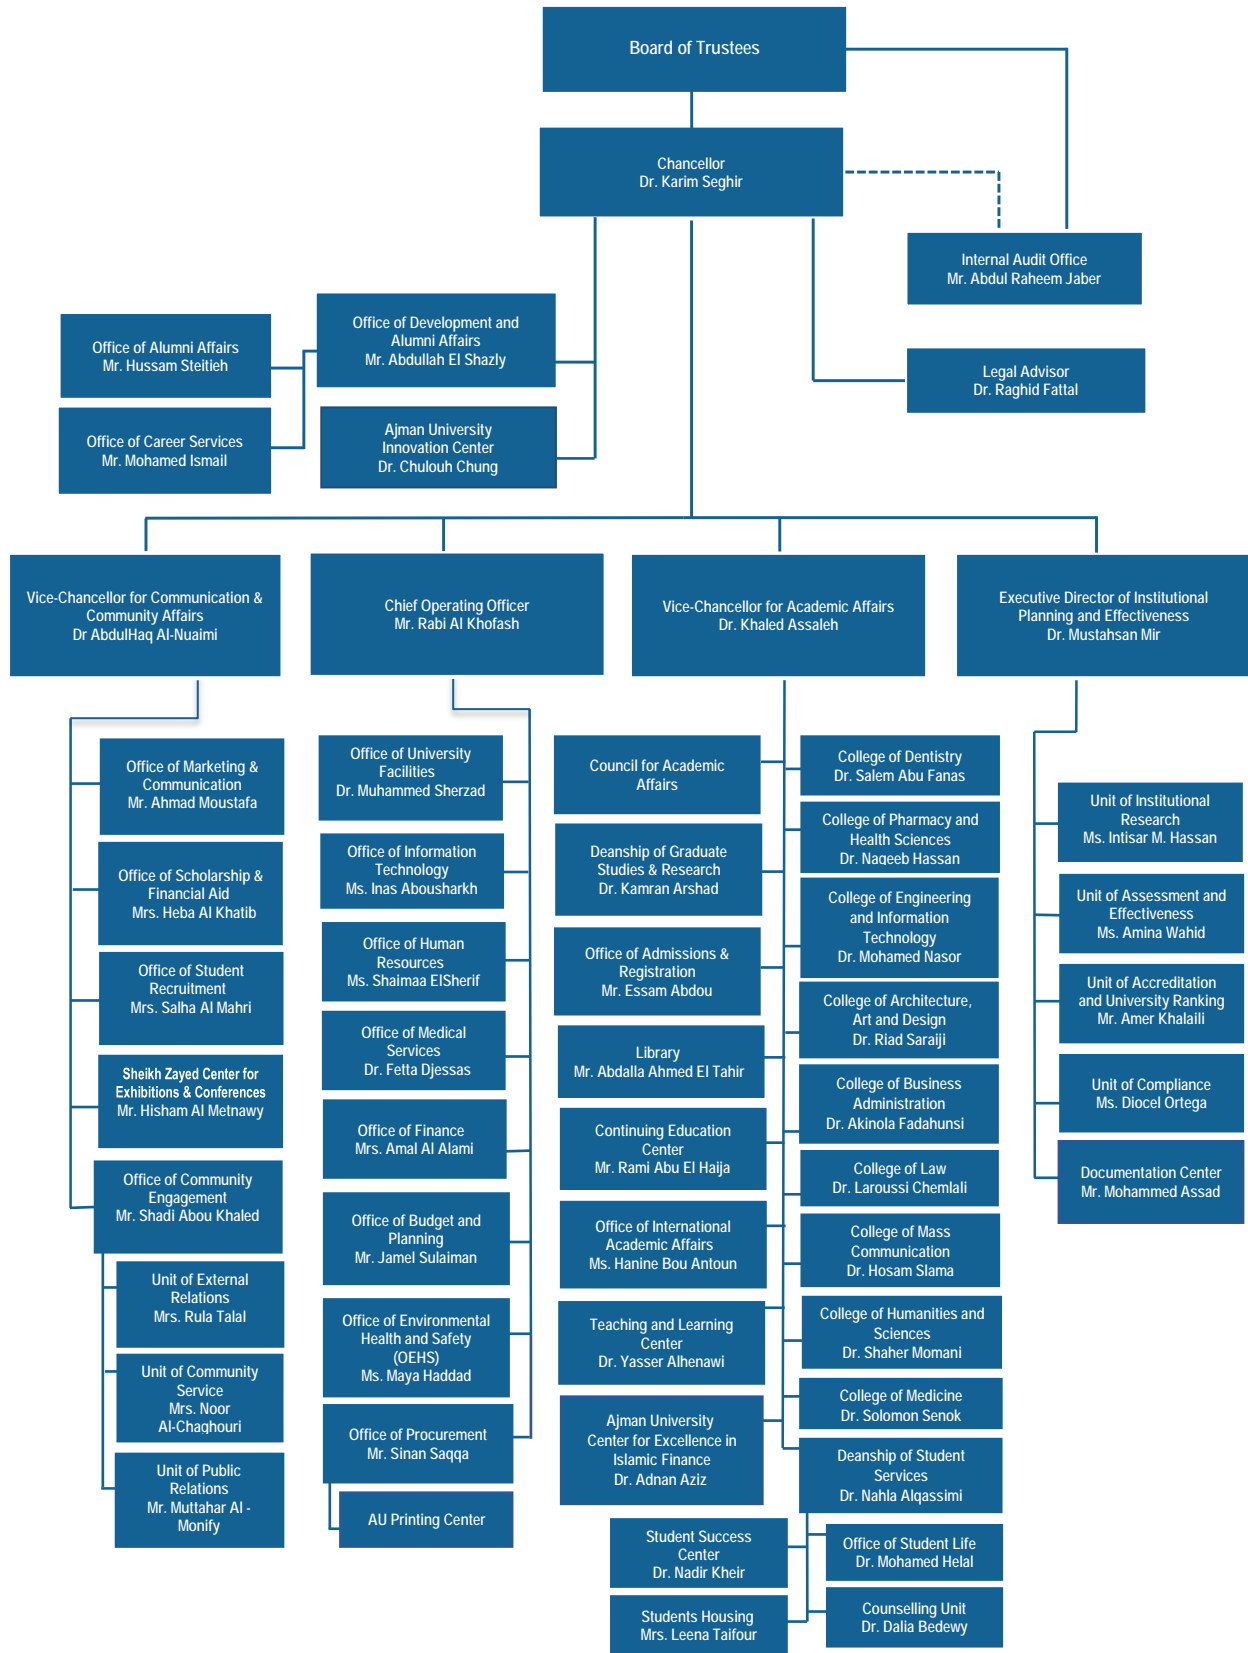 Board of Trustees
Chancellor
Dr. Karim Seghir
Internal Audit Office
Mr. Abdul Raheem Jaber
Legal Advisor
Dr. Raghid Fattal
Office of Development and
Alumni Affairs
Mr. Abdullah El Shazly
Office of Alumni Affairs
Mr. Hussam Steitieh
Office of Career Services
Mr. Mohamed Ismail
Ajman University
Innovation Center
Dr. Chulouh Chung
Vice-Chancellor for Communication &
Community Affairs
Dr AbdulHaq Al-Nuaimi
Chief Operating Officer
Mr. Rabi Al Khofash
Vice-Chancellor for Academic Affairs
Dr. Khaled Assaleh
Executive Director of Institutional
Planning and Effectiveness
Dr. Mustahsan Mir
Office of Marketing &
Communication
Mr. Ahmad Moustafa
Office of Scholarship &
Financial Aid
Mrs. Heba Al Khatib
Office of Student
Recruitment
Mrs. Salha Al Mahri
Sheikh Zayed Center for
Exhibitions & Conferences
Mr. Hisham Al Metnawy
Office of Community
Engagement
Mr. Shadi Abou Khaled
Unit of External
Relations
Mrs. Rula Talal
Unit of Community
Service
Mrs. Noor
Al-Chaghouri
Unit of Public
Relations
Mr. Muttahar Al -
Monify
Office of University
Facilities
Dr. Muhammed Sherzad
Office of Information
Technology
Ms. Inas Abousharkh
Office of Human
Resources
Ms. Shaimaa ElSherif
Office of Medical
Services
Dr. Fetta Djessas
Office of Finance
Mrs. Amal Al Alami
Office of Budget and
Planning
Mr. Jamel Sulaiman
Office of Environmental
Health and Safety
(OEHS)
Ms. Maya Haddad
Office of Procurement
Mr. Sinan Saqqa
AU Printing Center
Council for Academic
Affairs
Deanship of Graduate
Studies & Research
Dr. Kamran Arshad
Office of Admissions &
Registration
Mr. Essam Abdou
Library
Mr. Abdalla Ahmed El Tahir
Continuing Education
Center
Mr. Rami Abu El Haija
Office of International
Academic Affairs
Ms. Hanine Bou Antoun
Teaching and Learning
Center
Dr. Yasser Alhenawi
Ajman University
Center for Excellence in
Islamic Finance
Dr. Adnan Aziz
College of Dentistry
Dr. Salem Abu Fanas
College of Pharmacy and
Health Sciences
Dr. Naqeeb Hassan
College of Engineering
and Information
Technology
Dr. Mohamed Nasor
College of Architecture,
Art and Design
Dr. Riad Saraiji
College of Business
Administration
Dr. Akinola Fadahunsi
College of Law
Dr. Laroussi Chemlali
College of Mass
Communication
Dr. Hosam Slama
College of Humanities and
Sciences
Dr. Shaher Momani
College of Medicine
Dr. Solomon Senok
Deanship of Student
Services
Dr. Nahla Alqassimi
Student Success
Center
Dr. Nadir Kheir
Students Housing
Mrs. Leena Taifour
Office of Student Life
Dr. Mohamed Helal
Counselling Unit
Dr. Dalia Bedewy
Unit of Institutional
Research
Ms. Intisar M. Hassan
Unit of Assessment and
Effectiveness
Ms. Amina Wahid
Unit of Accreditation
and University Ranking
Mr. Amer Khalaili
Unit of Compliance
Ms. Diocel Ortega
Documentation Center
Mr. Mohammed Assad